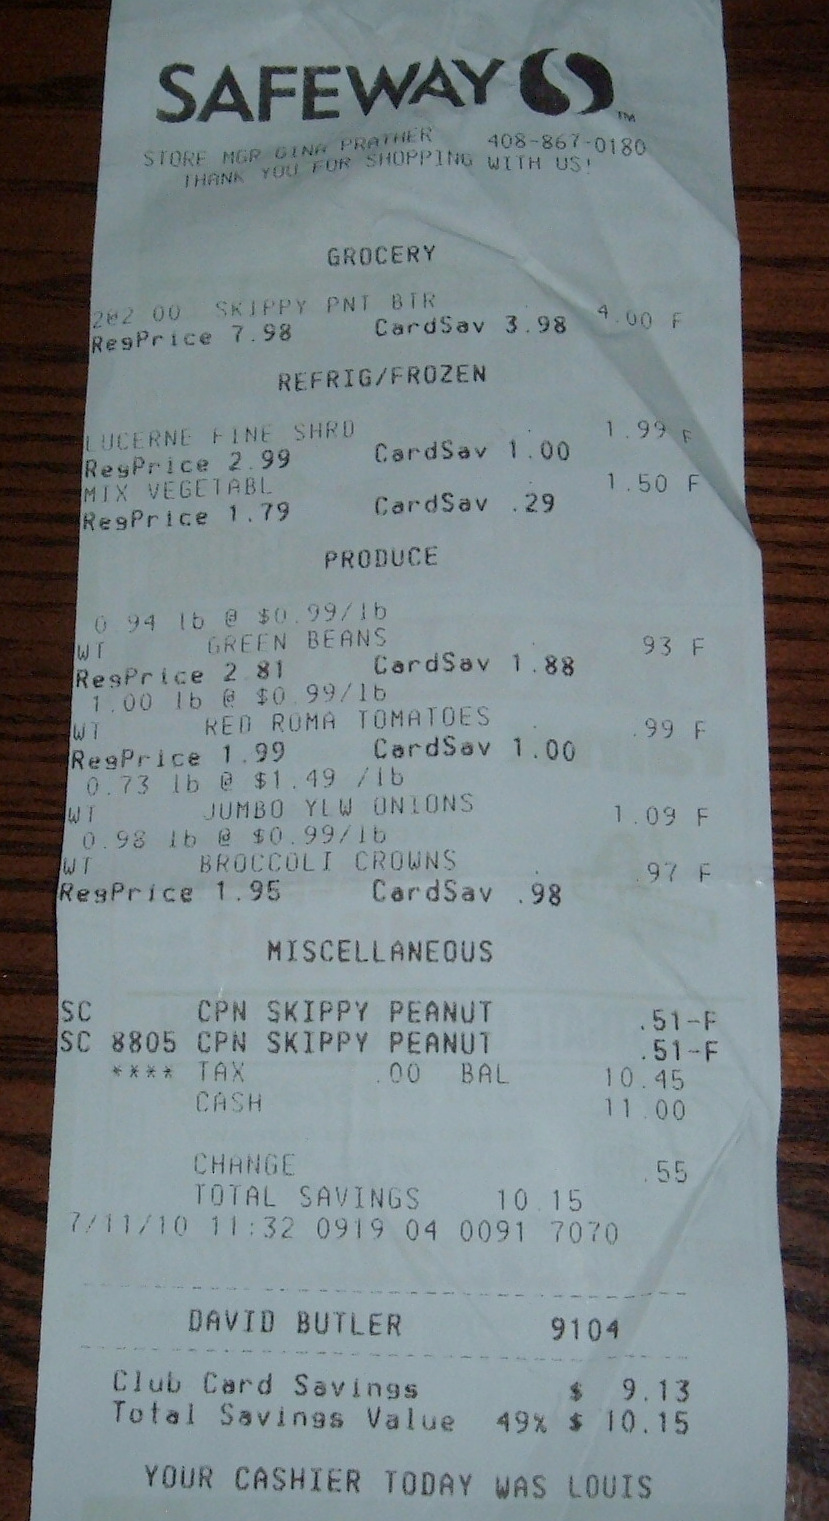 SAFEWAY
STORE MGR GINA PRATHER 408-867-0180
THANK YOU FOR SHOPPING WITH US!
GROCERY
2@2.00 SKIPPY PNT BTR 4.00 F
RegPrice 7.98 CardSav 3.98
REFRIG/FROZEN
LUCERNE FINE SHRD 1.99 F
RegPrice 2.99 CardSav 1.00
MIX VEGETABL 1.50 F
RegPrice 1.79 CardSav .29
PRODUCE
0.94 lb @ $0.99/lb
WT GREEN BEANS .93 F
RegPrice 2.81 CardSav 1.88
1.00 lb @ $0.99/lb
WT RED ROMA TOMATOES .99 F
RegPrice 1.99 CardSav 1.00
0.73 lb @ $1.49 /lb
WT JUMBO YLW ONIONS 1.09 F
0.98 lb @ $0.99/lb
WT BROCCOLI CROWNS .97 F
RegPrice 1.95 CardSav .98
MISCELLANEOUS
SC CPN SKIPPY PEANUT .51-F
SC 8805 CPN SKIPPY PEANUT .51-F
**** TAX .00 BAL 10.45
CASH 11.00
CHANGE .55
TOTAL SAVINGS 10.15
7/11/10 11:32 0919 04 0091 7070
DAVID BUTLER 9104
Club Card Savings $ 9.13
Total Savings Value 49% $ 10.15
YOUR CASHIER TODAY WAS LOUIS